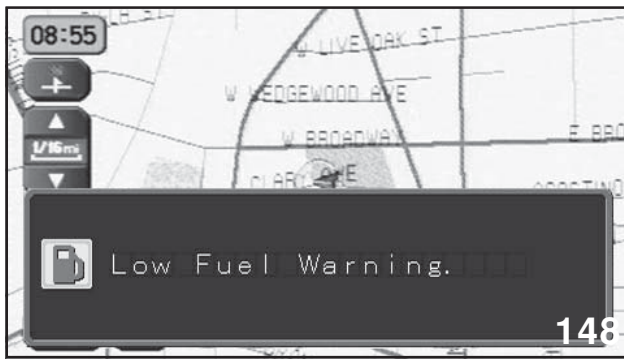 08:55
W LIVE OAK ST
W WEDGEWOOD AVE
W BROADWAY
E BRO
1/16mi
Low Fuel Warning.
148